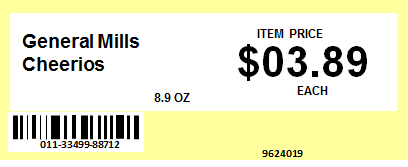 General Mills
Cheerios
8.9 OZ
ITEM PRICE
$03.89
EACH
011-33499-88712
9624019